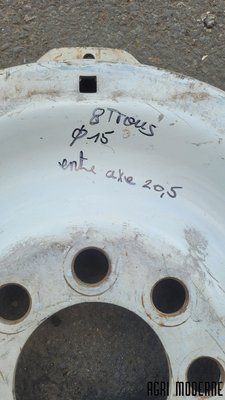 8 Trous
Ø 15
entre axe 20,5
AGRI MODERNE